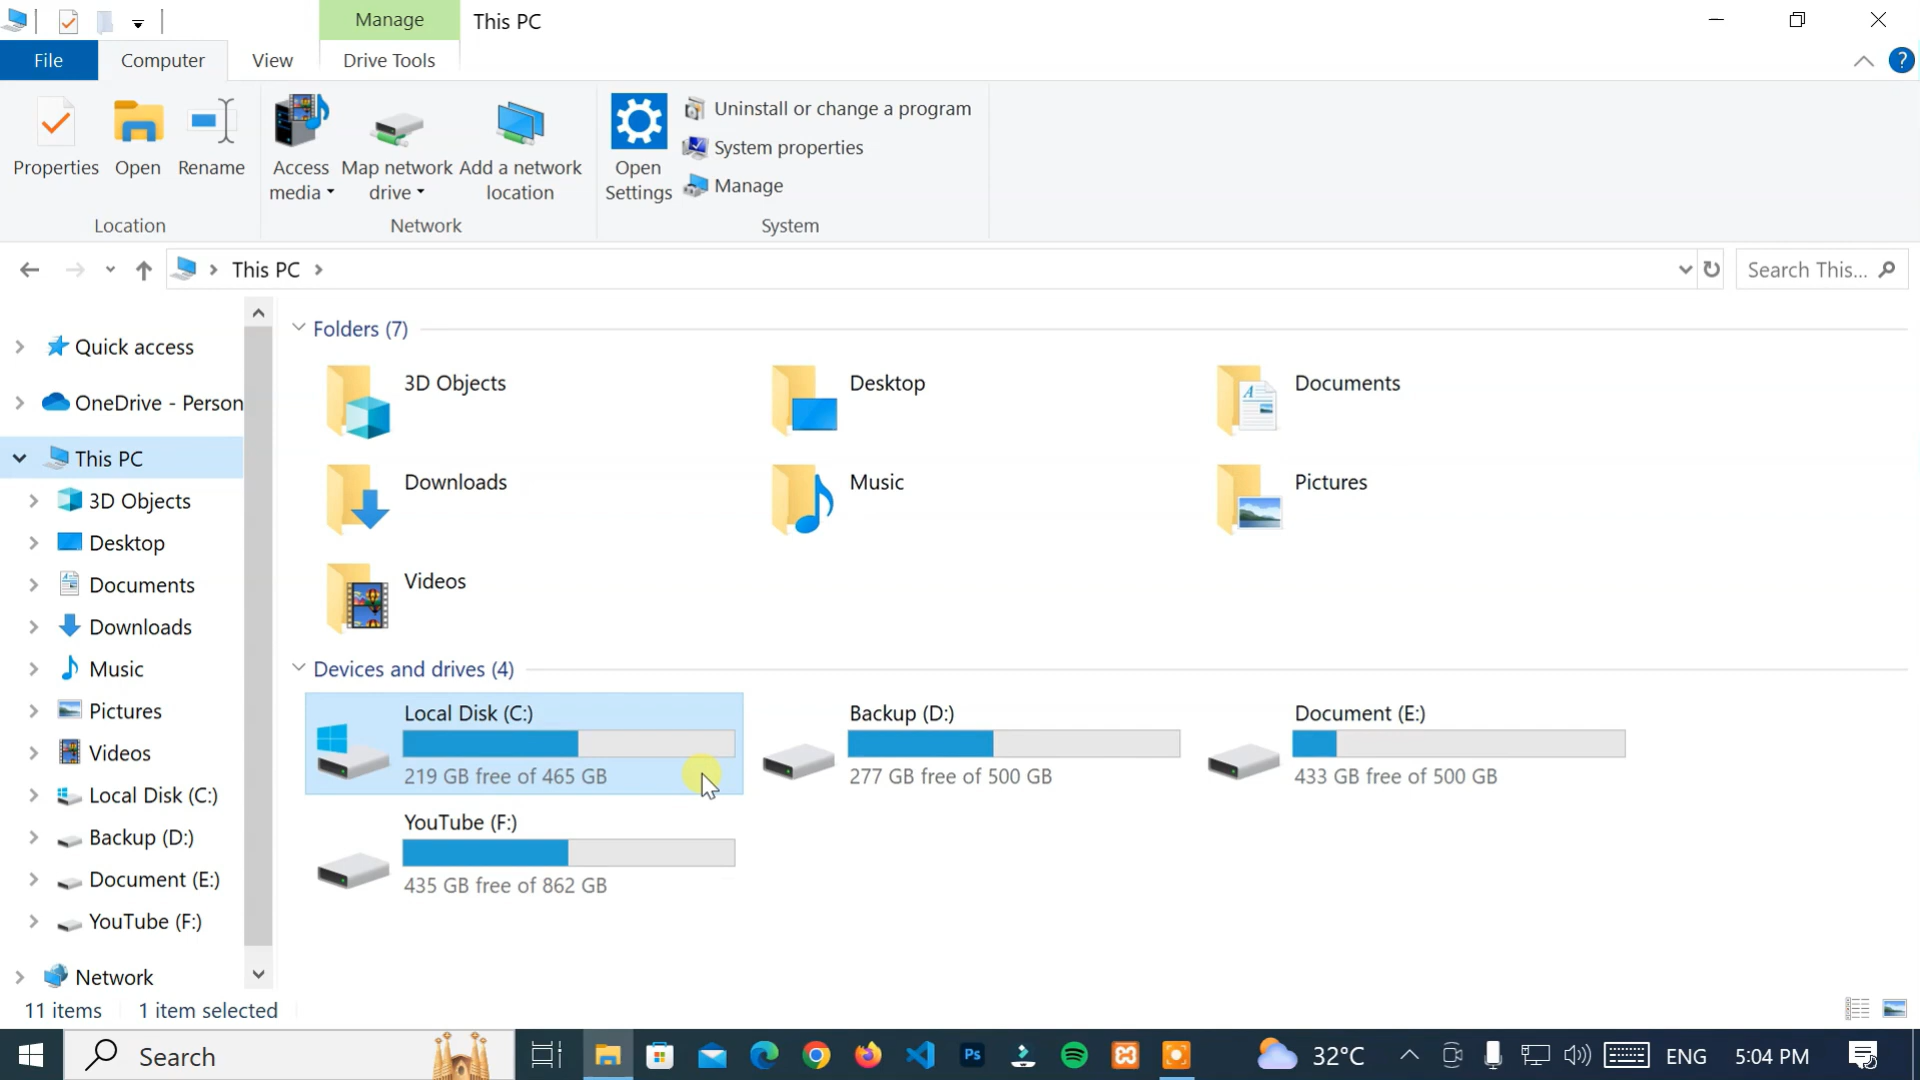 Manage
This PC
File
Computer
View
Drive Tools
?
Properties
Open
Rename
Access media
Map network drive
Add a network location
Open Settings
Uninstall or change a program
System properties
Manage
Location
Network
System
This PC
Search This...
Quick access
OneDrive - Person
This PC
3D Objects
Desktop
Documents
Downloads
Music
Pictures
Videos
Local Disk (C:)
Backup (D:)
Document (E:)
YouTube (F:)
Network
Folders (7)
3D Objects
Desktop
Documents
Downloads
Music
Pictures
Videos
Devices and drives (4)
Local Disk (C:)
219 GB free of 465 GB
Backup (D:)
277 GB free of 500 GB
Document (E:)
433 GB free of 500 GB
YouTube (F:)
435 GB free of 862 GB
11 items
1 item selected
Search
Ps
32°C
ENG
5:04 PM